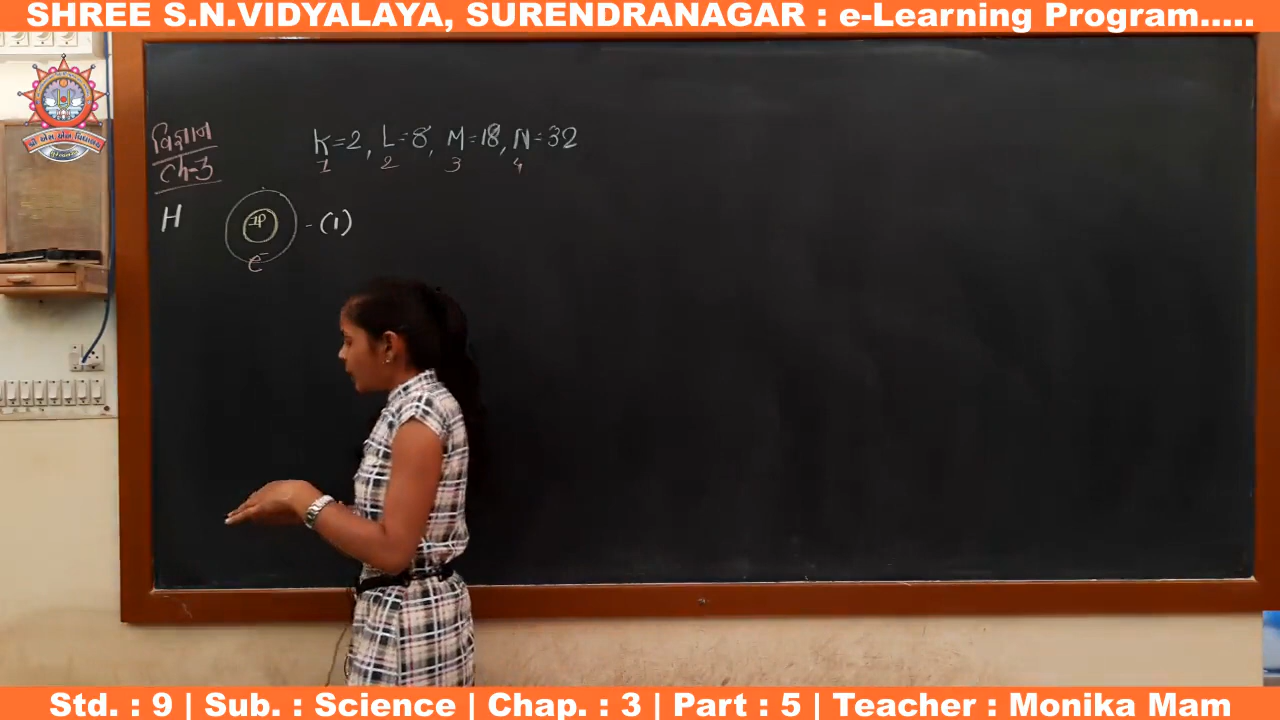 SHREE S.N.VIDYALAYA, SURENDRANAGAR : e-Learning Program.....
વિજ્ઞાન
Ch-3
K=2, L=8, M=18, N=32
1 2 3 4
H 1P - (1)
e⁻
Std. : 9 | Sub. : Science | Chap. : 3 | Part : 5 | Teacher : Monika Mam